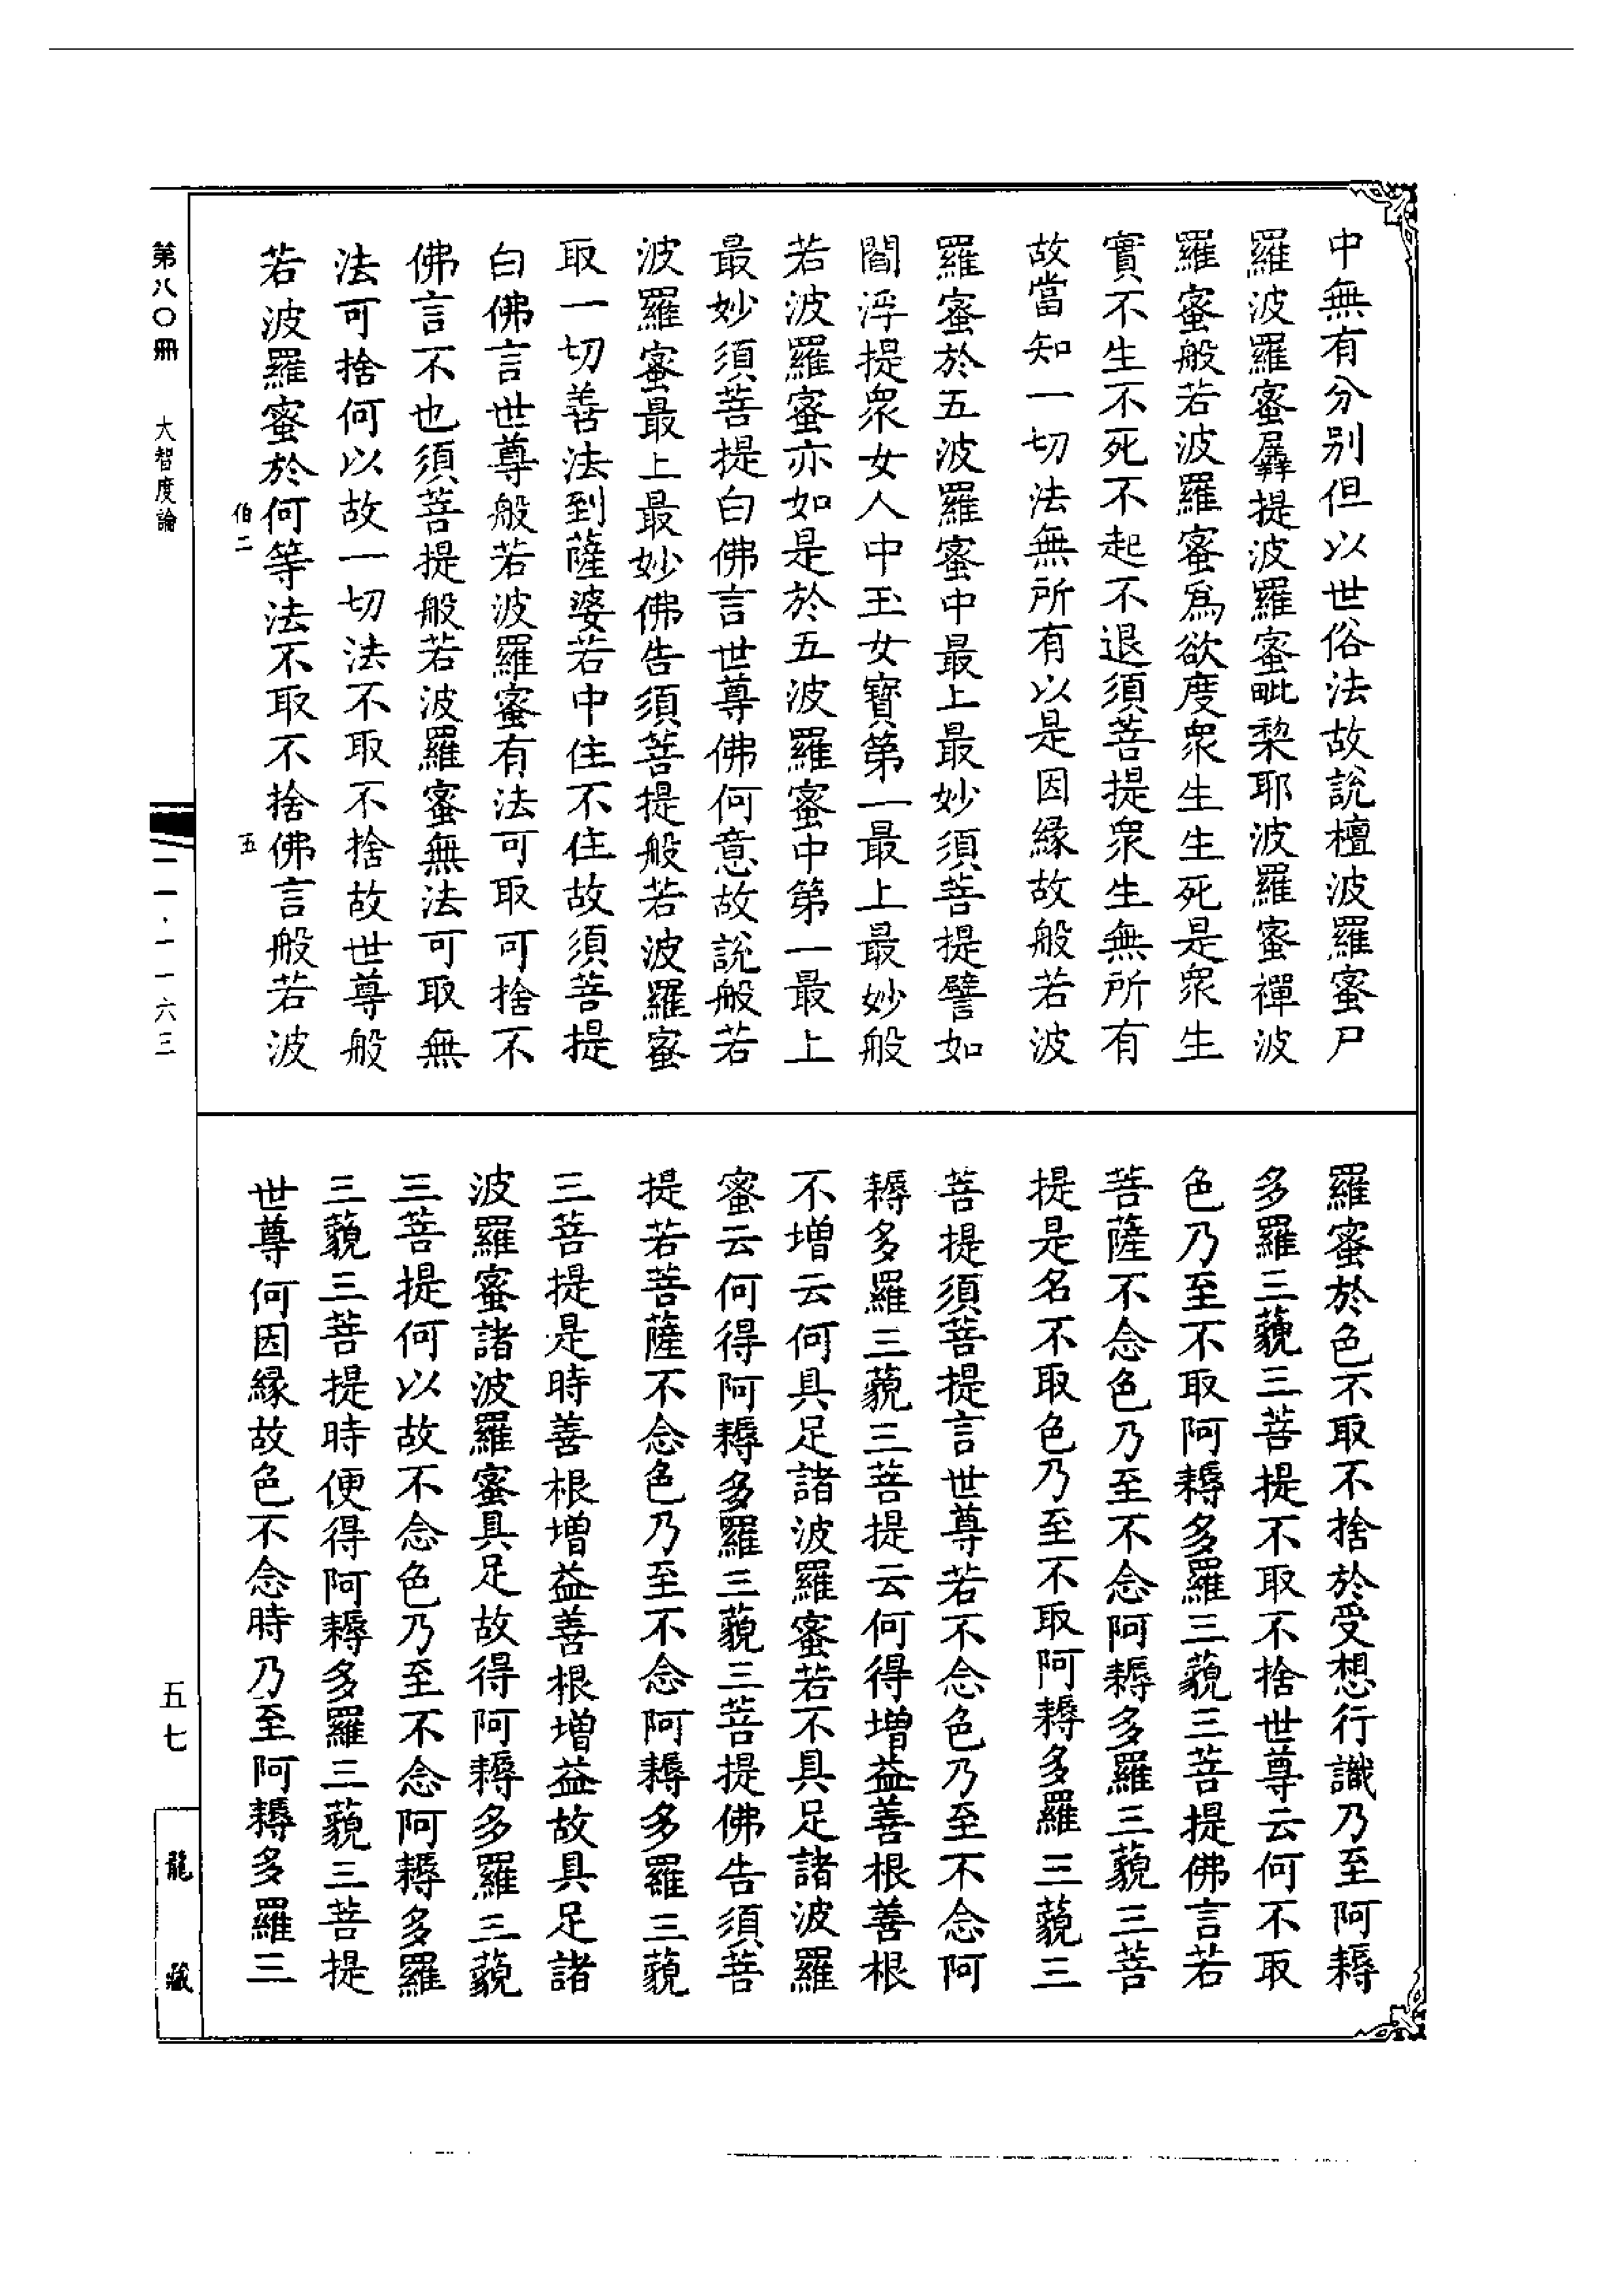 中無有分别但以世俗法故說檀波羅蜜尸
羅波羅蜜羼提波羅蜜毗梨耶波羅蜜禪波
羅蜜般若波羅蜜爲欲度衆生生死是衆生
實不生不死不起不退須菩提衆生無所有
故當知一切法無所有以是因緣故般若波
羅蜜於五波羅蜜中最上最妙須菩提譬如
閻浮提衆女人中玉女寶第一最上最妙般
若波羅蜜亦如是於五波羅蜜中第一最上
最妙須菩提白佛言世尊佛何意故說般若
波羅蜜最上最妙佛告須菩提般若波羅蜜
取一切善法到薩婆若中住不住故須菩提
白佛言世尊般若波羅蜜有法可取可捨不
佛言不也須菩提般若波羅蜜無法可取無
法可捨何以故一切法不取不捨故世尊般
若波羅蜜於何等法不取不捨佛言般若波
伯二
五
羅蜜於色不取不捨於受想行識乃至阿耨
多羅三藐三菩提不取不捨世尊云何不取
色乃至不取阿耨多羅三藐三菩提佛言若
菩薩不念色乃至不念阿耨多羅三藐三菩
提是名不取色乃至不取阿耨多羅三藐三
菩提須菩提言世尊若不念色乃至不念阿
耨多羅三藐三菩提云何得增益善根善根
不增云何具足諸波羅蜜若不具足諸波羅
蜜云何得阿耨多羅三藐三菩提佛告須菩
提若菩薩不念色乃至不念阿耨多羅三藐
三菩提是時善根增益善根增益故具足諸
波羅蜜諸波羅蜜具足故得阿耨多羅三藐
三菩提何以故不念色乃至不念阿耨多羅
三藐三菩提時便得阿耨多羅三藐三菩提
世尊何因緣故色不念時乃至阿耨多羅三
第八〇冊
大智度論
一一·一一六三
五七
龍藏